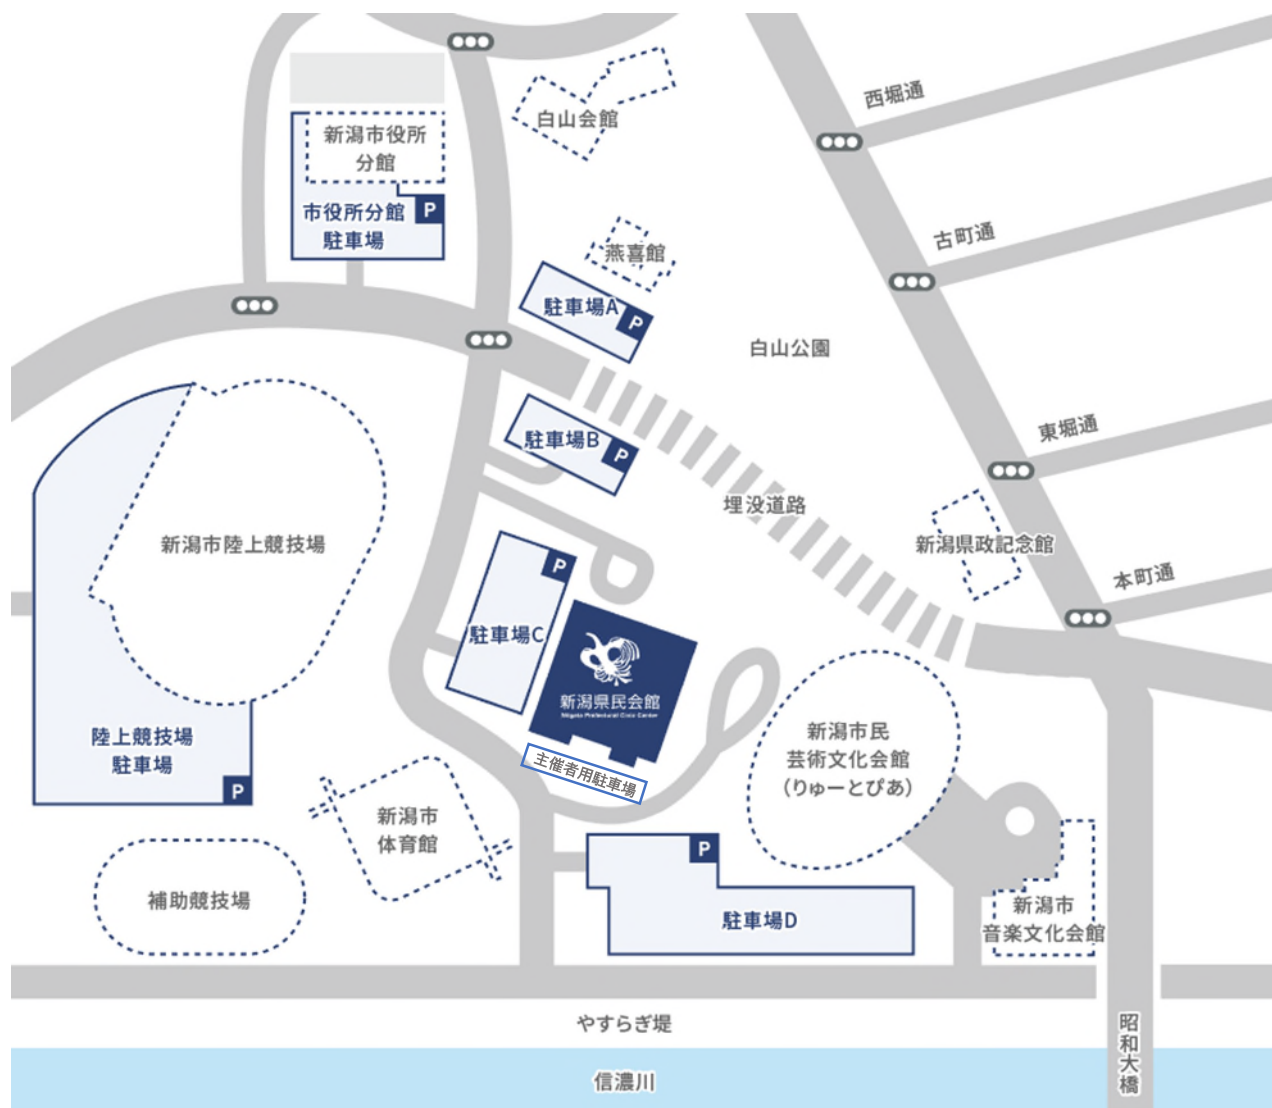 西堀通
白山会館
新潟市役所
分館
市役所分館
駐車場
P
古町通
燕喜館
駐車場A
P
白山公園
東堀通
駐車場B
P
埋没道路
新潟市陸上競技場
新潟県政記念館
本町通
P
駐車場C
新潟県民会館
Niigata Prefectural Civic Center
主催者用駐車場
陸上競技場
駐車場
P
新潟市民
芸術文化会館
(りゅーとぴあ)
新潟市
体育館
P
補助競技場
駐車場D
新潟市
音楽文化会館
やすらぎ堤
昭和大橋
信濃川